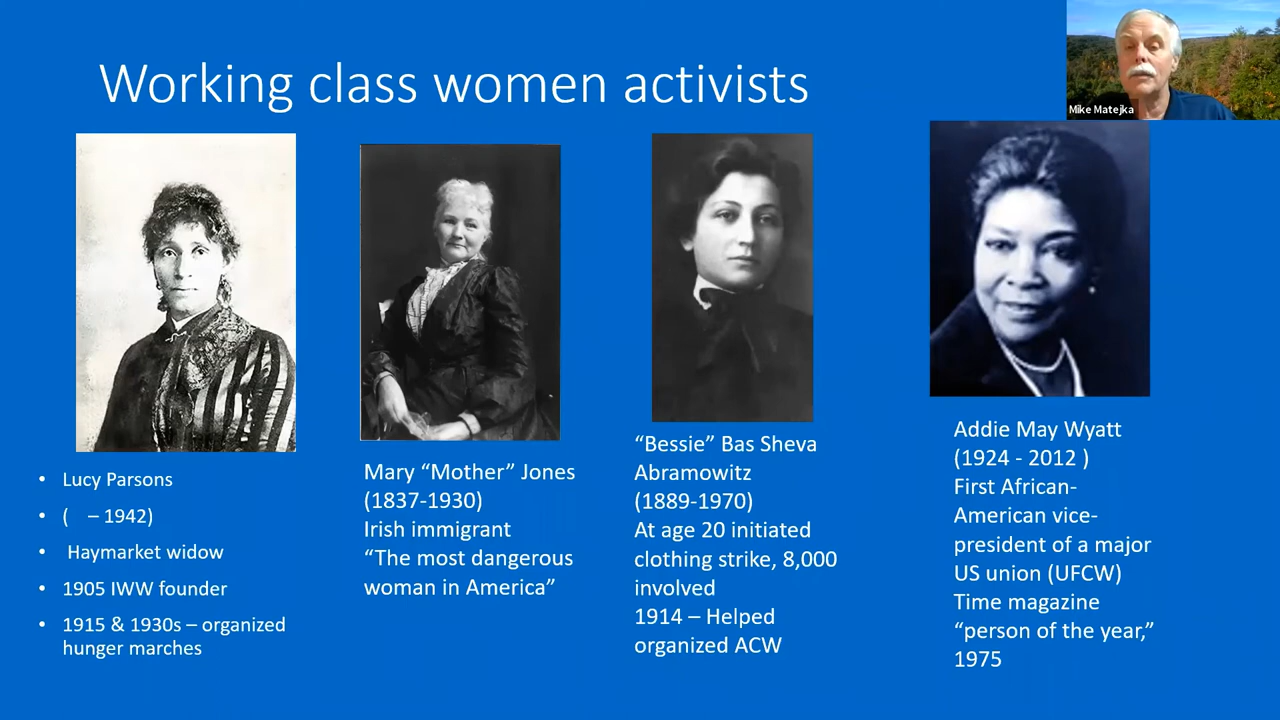 Working class women activists
Mike Matejka
• Lucy Parsons
• (    – 1942)
• Haymarket widow
• 1905 IWW founder
• 1915 & 1930s – organized
hunger marches
Mary “Mother” Jones
(1837-1930)
Irish immigrant
“The most dangerous
woman in America”
“Bessie” Bas Sheva
Abramowitz
(1889-1970)
At age 20 initiated
clothing strike, 8,000
involved
1914 – Helped
organized ACW
Addie May Wyatt
(1924 - 2012 )
First African-
American vice-
president of a major
US union (UFCW)
Time magazine
“person of the year,”
1975